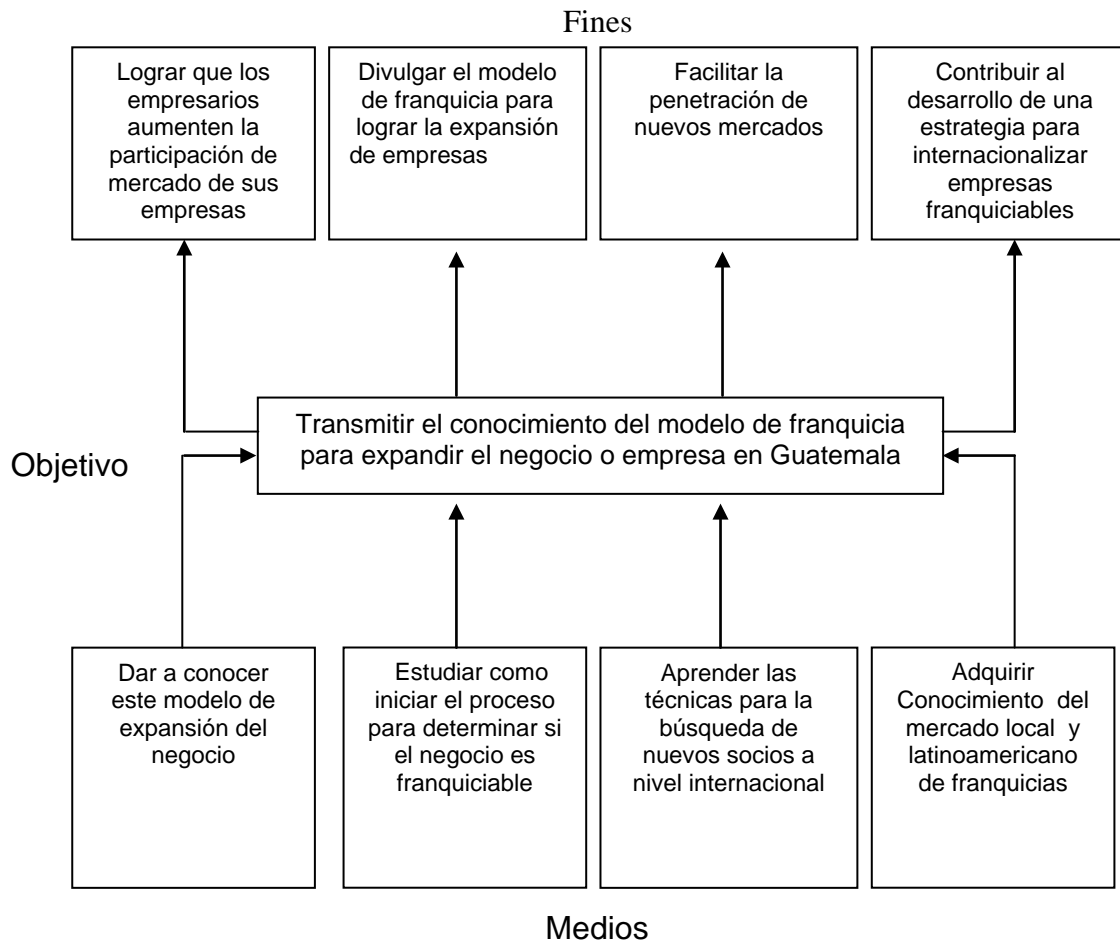 Fines
Lograr que los
empresarios
aumenten la
participación de
mercado de sus
empresas
Divulgar el modelo
de franquicia para
lograr la expansión
de empresas
Facilitar la
penetración de
nuevos mercados
Contribuir al
desarrollo de una
estrategia para
internacionalizar
empresas
franquiciables
Transmitir el conocimiento del modelo de franquicia
para expandir el negocio o empresa en Guatemala
Objetivo
Dar a conocer
este modelo de
expansión del
negocio
Estudiar como
iniciar el proceso
para determinar si
el negocio es
franquiciable
Aprender las
técnicas para la
búsqueda de
nuevos socios a
nivel internacional
Adquirir
Conocimiento del
mercado local y
latinoamericano
de franquicias
Medios